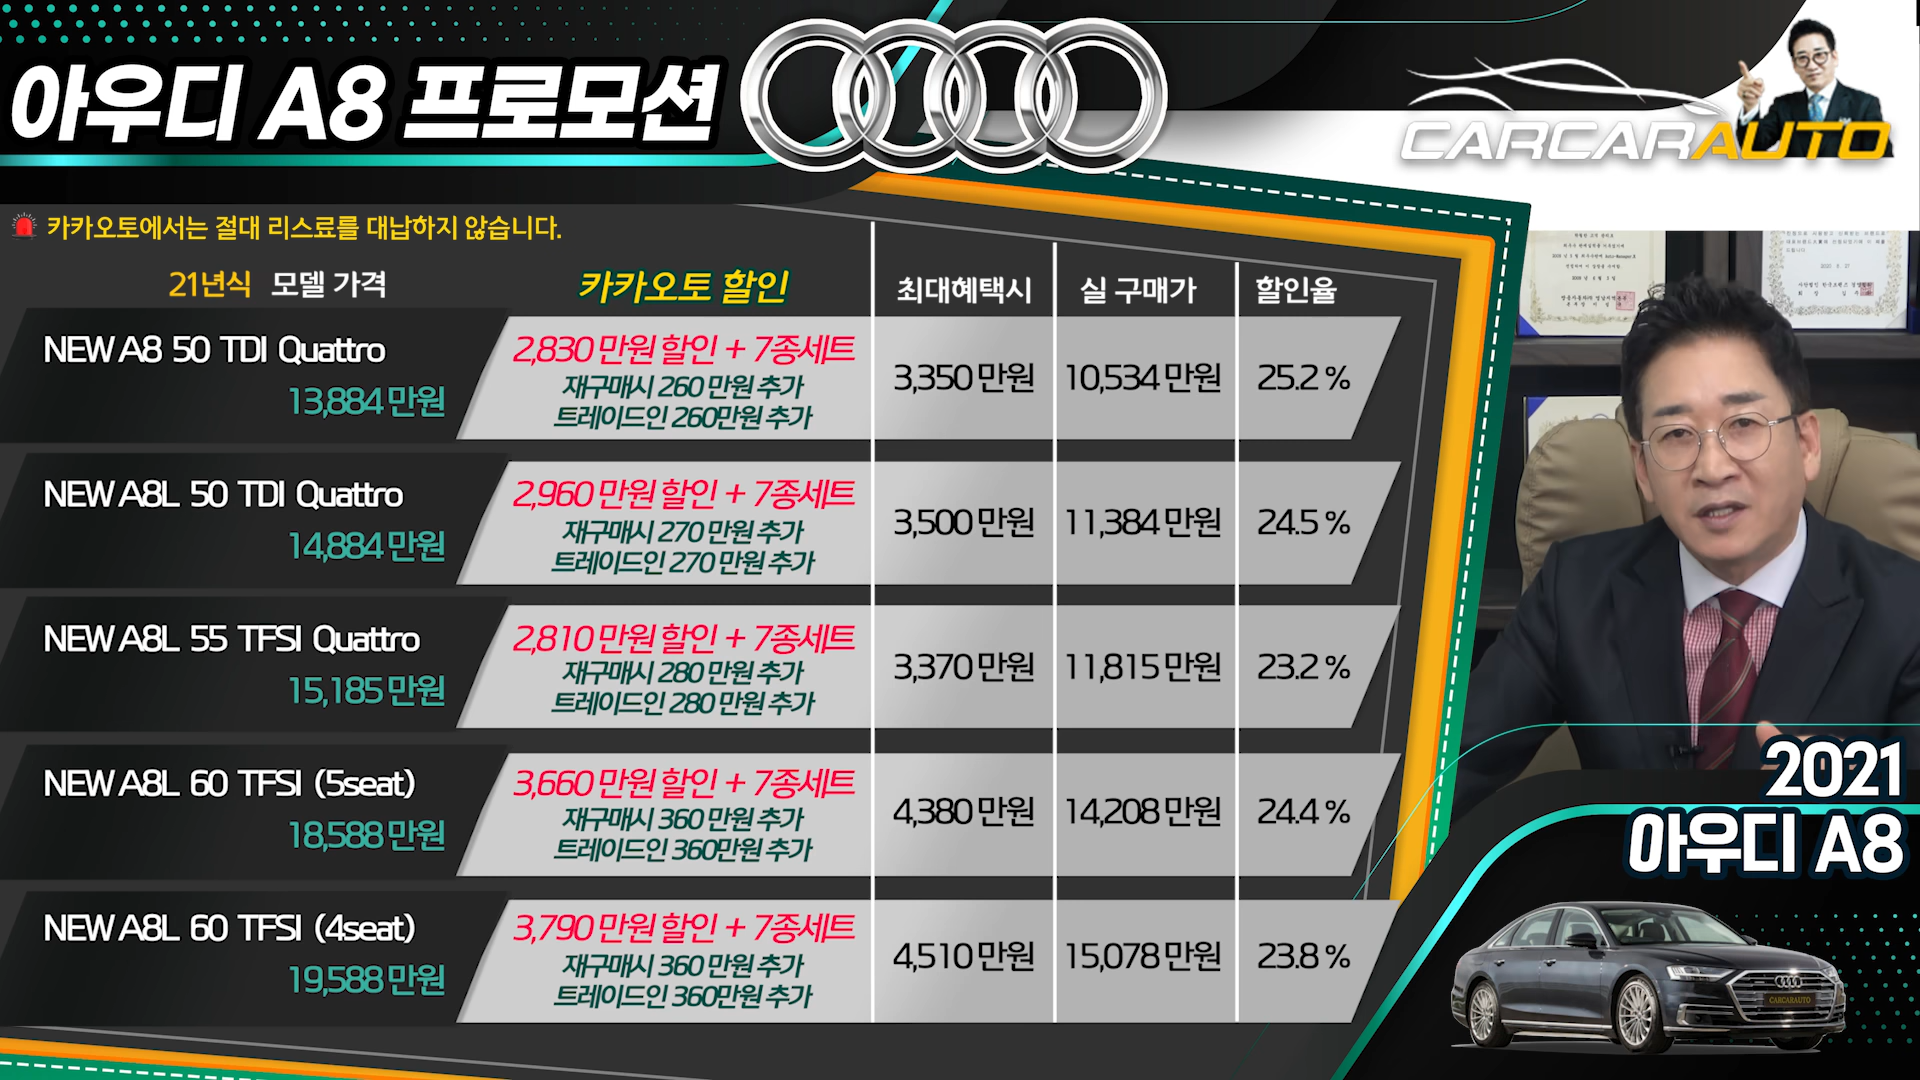 아우디 A8 프로모션
CARCARAUTO
카카오토에서는 절대 리스료를 대납하지 않습니다.
21년식 모델 가격
카카오토 할인
최대혜택시
실 구매가
할인율
NEW A8 50 TDI Quattro
13,884만원
2,830만원 할인 + 7종세트
재구매시 260만원 추가
트레이드인 260만원 추가
3,350만원
10,534만원
25.2 %
NEW A8L 50 TDI Quattro
14,884만원
2,960만원 할인 + 7종세트
재구매시 270만원 추가
트레이드인 270만원 추가
3,500만원
11,384만원
24.5 %
NEW A8L 55 TFSI Quattro
15,185만원
2,810만원 할인 + 7종세트
재구매시 280만원 추가
트레이드인 280만원 추가
3,370만원
11,815만원
23.2 %
NEW A8L 60 TFSI (5seat)
18,588만원
3,660만원 할인 + 7종세트
재구매시 360만원 추가
트레이드인 360만원 추가
4,380만원
14,208만원
24.4 %
NEW A8L 60 TFSI (4seat)
19,588만원
3,790만원 할인 + 7종세트
재구매시 360만원 추가
트레이드인 360만원 추가
4,510만원
15,078만원
23.8 %
2021
아우디 A8
CARCARAUTO